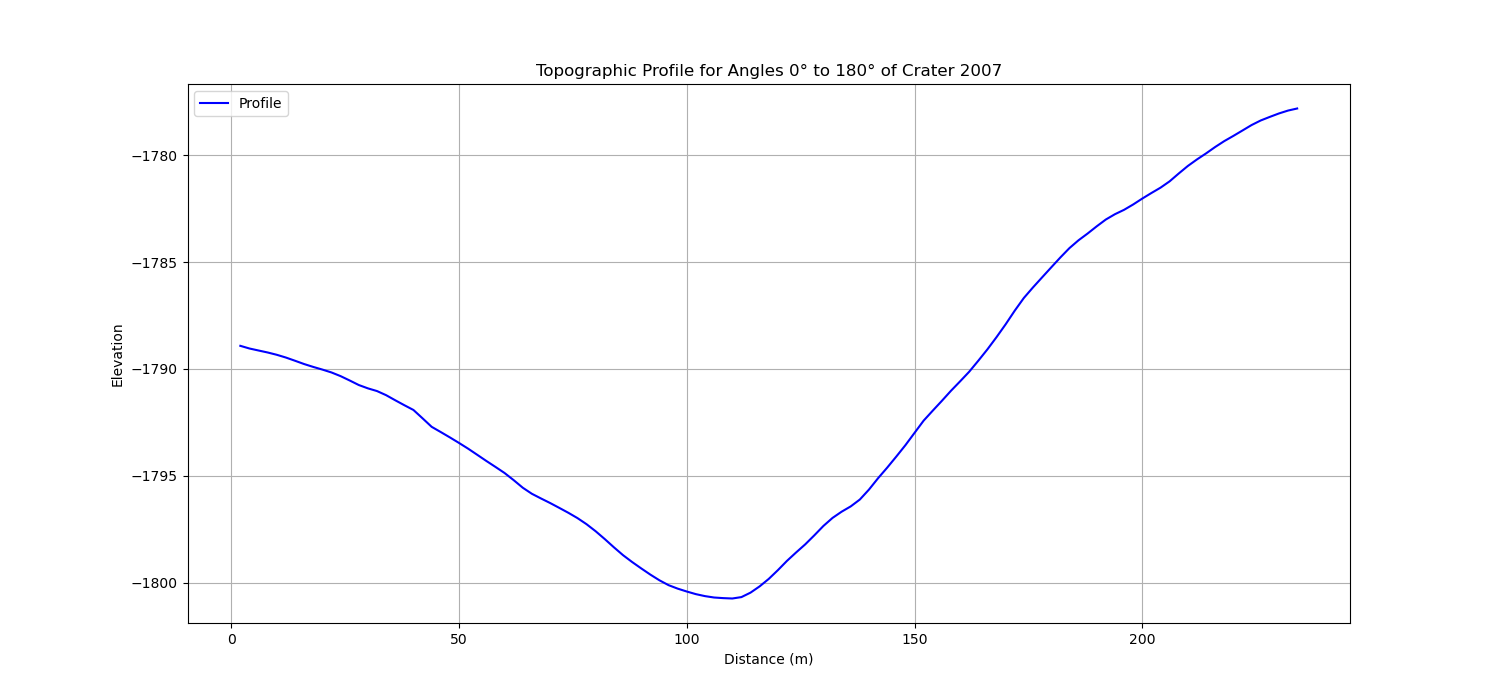 Topographic Profile for Angles 0° to 180° of Crater 2007
Profile
−1780
−1785
−1790
−1795
−1800
Elevation
0 50 100 150 200
Distance (m)